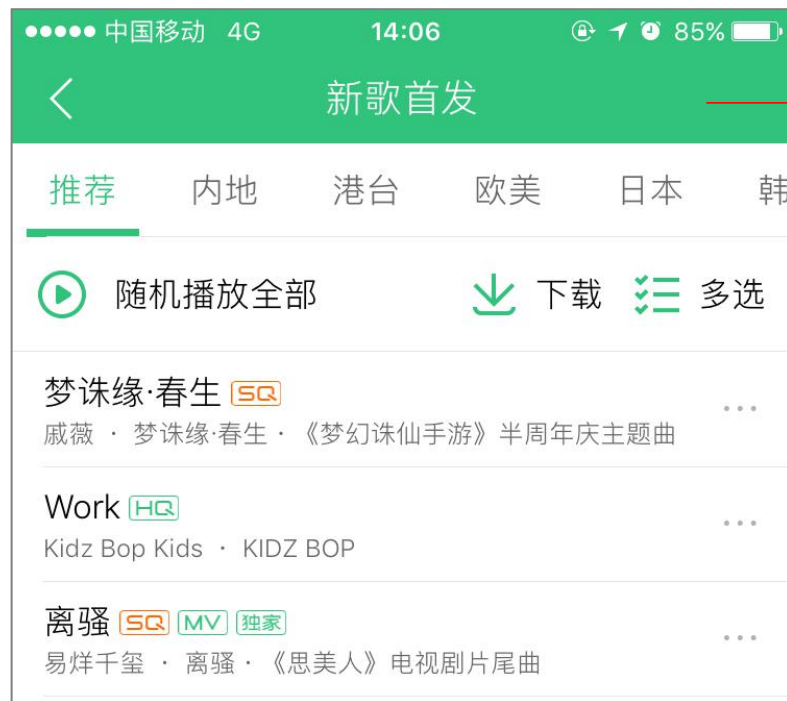 中国移动 4G 14:06 85%
新歌首发
推荐 内地 港台 欧美 日本 韩
随机播放全部 下载 多选
梦诛缘·春生 SQ
戚薇 · 梦诛缘·春生 · 《梦幻诛仙手游》半周年庆主题曲
Work HQ
Kidz Bop Kids · KIDZ BOP
离骚 SQ MV 独家
易烊千玺 · 离骚 · 《思美人》电视剧片尾曲